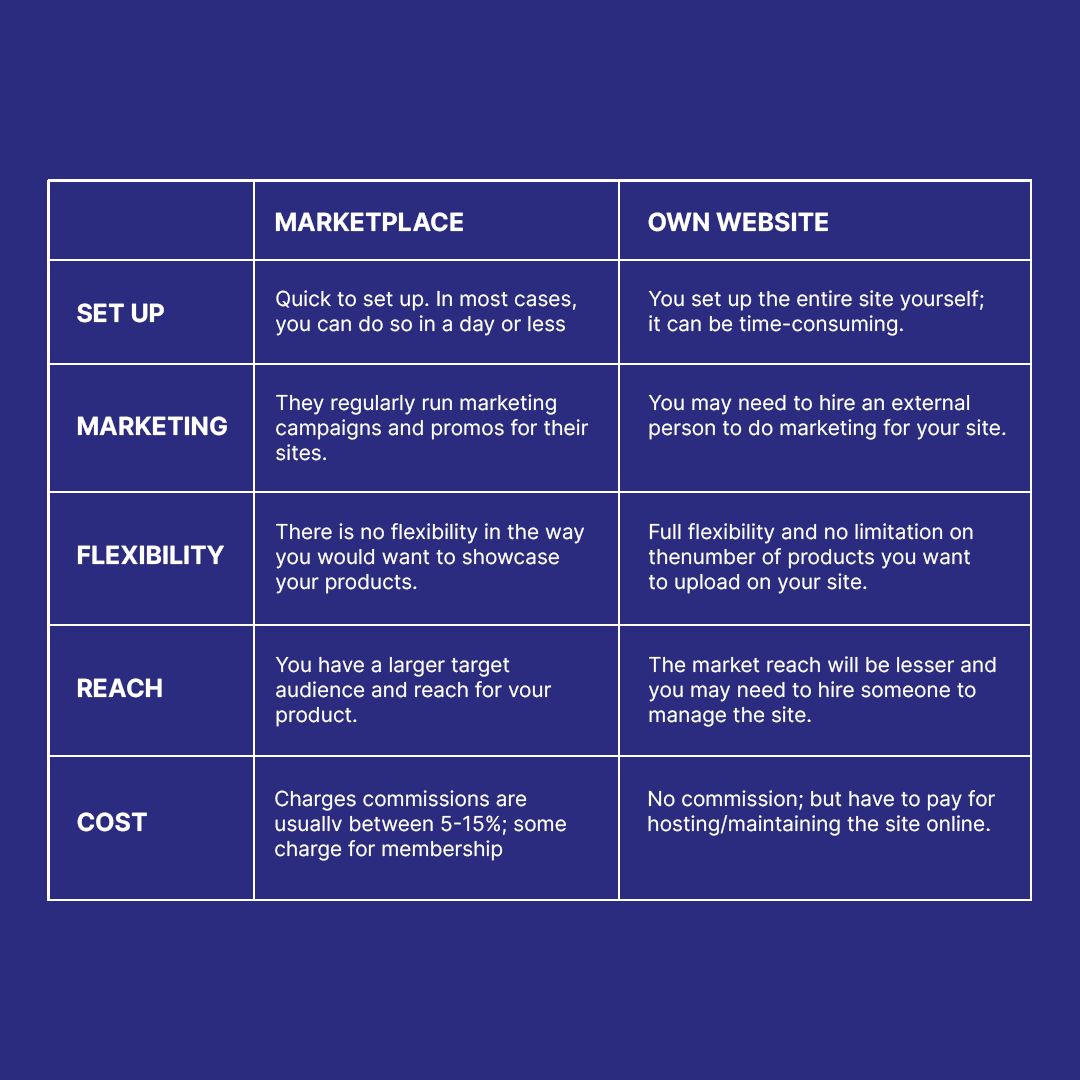 MARKETPLACE
OWN WEBSITE
SET UP
Quick to set up. In most cases,
you can do so in a day or less
You set up the entire site yourself;
it can be time-consuming.
MARKETING
They regularly run marketing
campaigns and promos for their
sites.
You may need to hire an external
person to do marketing for your site.
FLEXIBILITY
There is no flexibility in the way
you would want to showcase
your products.
Full flexibility and no limitation on
thenumber of products you want
to upload on your site.
REACH
You have a larger target
audience and reach for vour
product.
The market reach will be lesser and
you may need to hire someone to
manage the site.
COST
Charges commissions are
usuallv between 5-15%; some
charge for membership
No commission; but have to pay for
hosting/maintaining the site online.